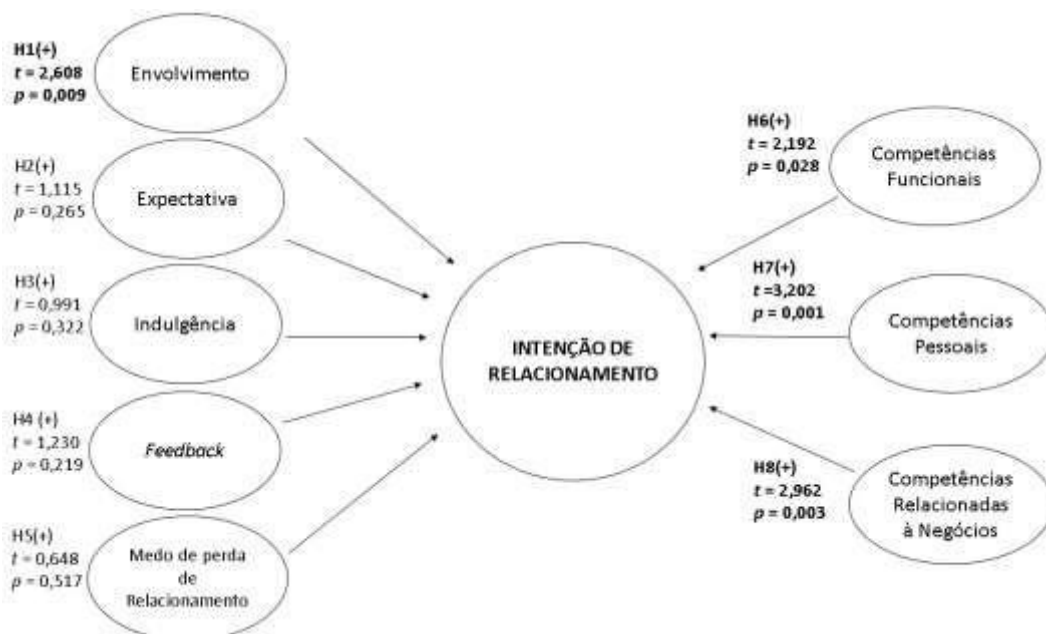 H1(+)
t = 2,608
p = 0,009
Envolvimento
H2(+)
t = 1,115
p = 0,265
Expectativa
H3(+)
t = 0,991
p = 0,322
Indulgência
H4 (+)
t = 1,230
p = 0,219
Feedback
H5(+)
t = 0,648
p = 0,517
Medo de perda
de
Relacionamento
INTENÇÃO DE
RELACIONAMENTO
H6(+)
t = 2,192
p = 0,028
Competências
Funcionais
H7(+)
t =3,202
p = 0,001
Competências
Pessoais
H8(+)
t = 2,962
p = 0,003
Competências
Relacionadas
à Negócios